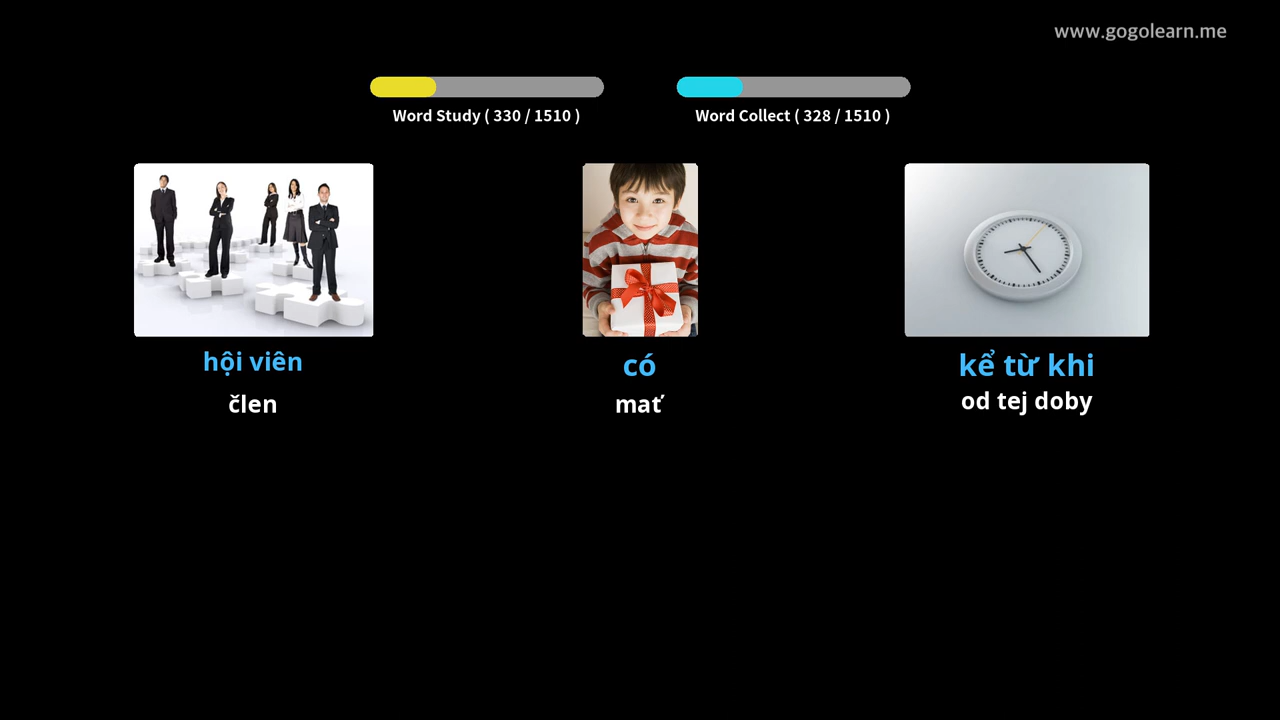 www.gogolearn.me
Word Study ( 330 / 1510 )
Word Collect ( 328 / 1510 )
hội viên
člen
có
mať
kể từ khi
od tej doby